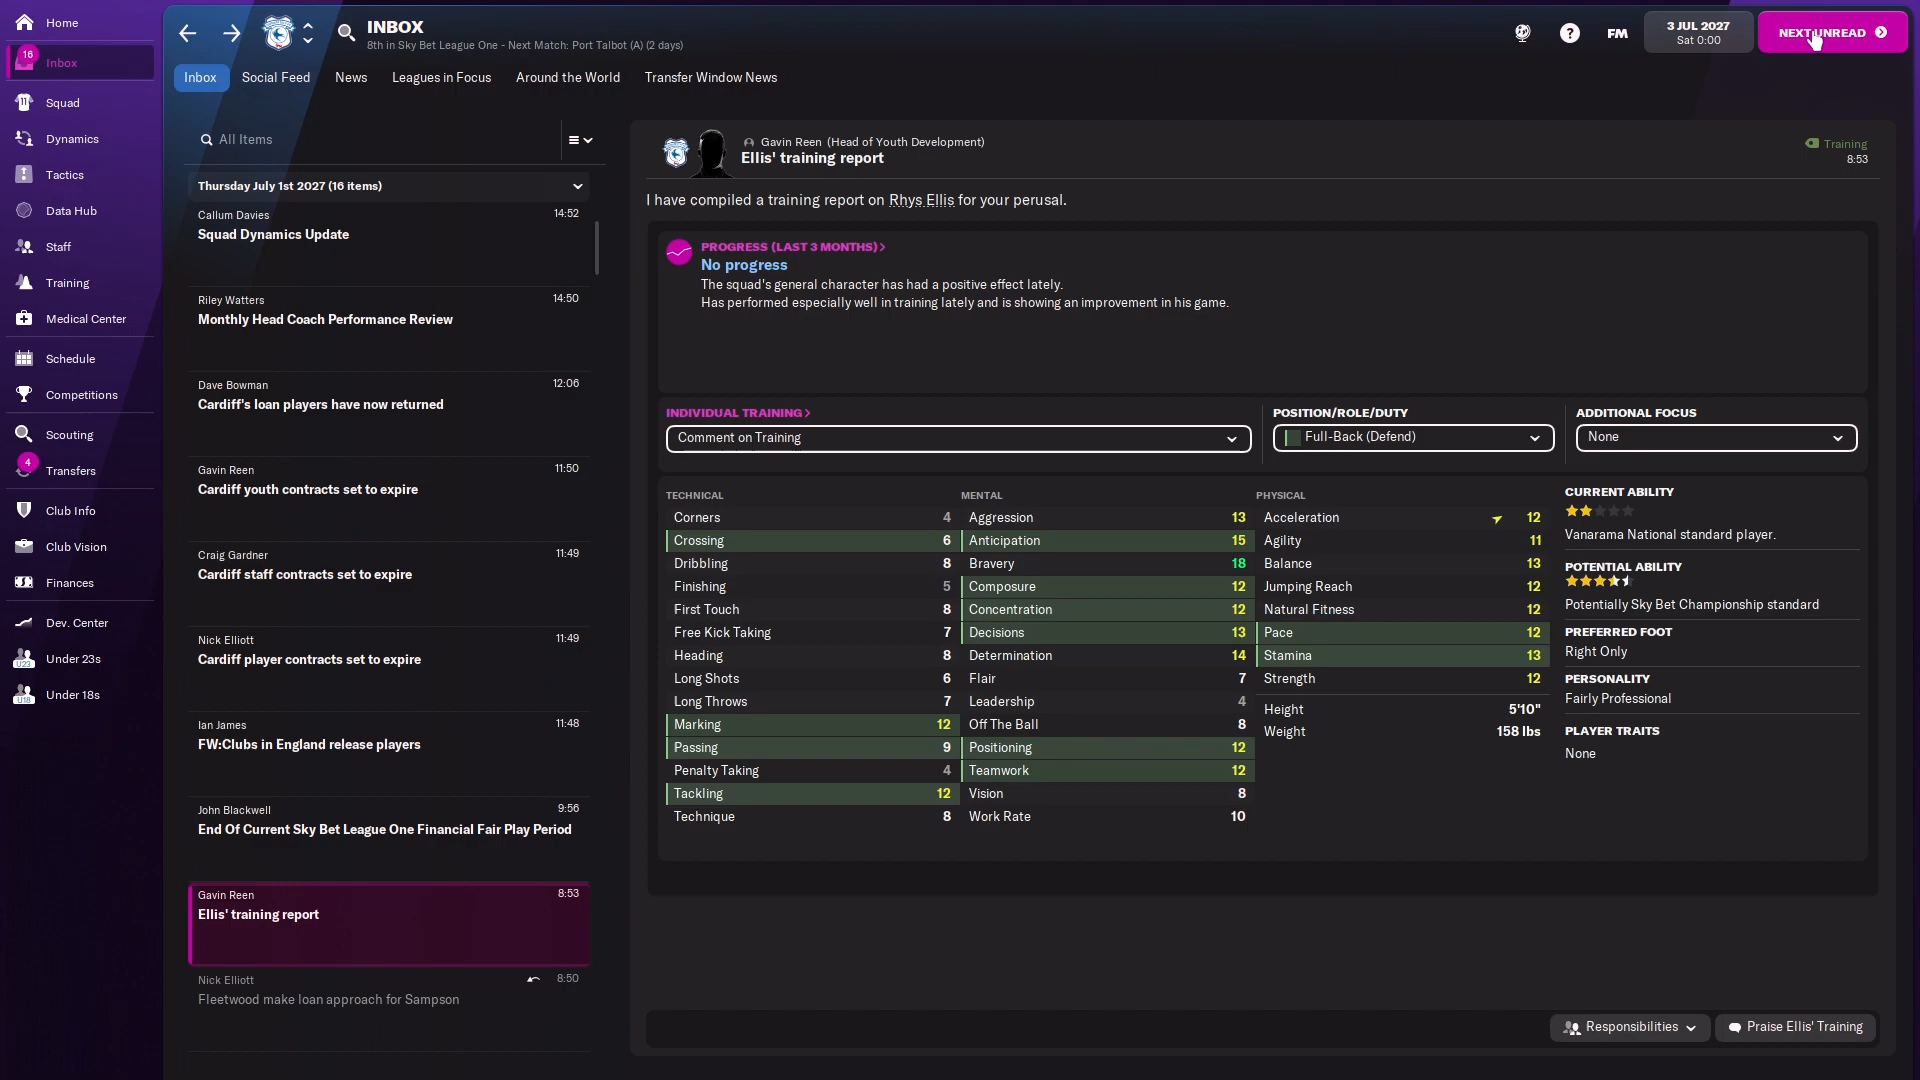 Home
16
Inbox
Squad
Dynamics
Tactics
Data Hub
Staff
Training
Medical Center
Schedule
Competitions
Scouting
4
Transfers
Club Info
Club Vision
Finances
Dev. Center
U23
Under 23s
U18
Under 18s
INBOX
8th in Sky Bet League One - Next Match: Port Talbot (A) (2 days)
FM
3 JUL 2027
Sat 0:00
NEXT UNREAD
Inbox
Social Feed
News
Leagues in Focus
Around the World
Transfer Window News
All Items
Thursday July 1st 2027 (16 items)
Callum Davies 14:52
Squad Dynamics Update
Riley Watters 14:50
Monthly Head Coach Performance Review
Dave Bowman 12:06
Cardiff's loan players have now returned
Gavin Reen 11:50
Cardiff youth contracts set to expire
Craig Gardner 11:49
Cardiff staff contracts set to expire
Nick Elliott 11:49
Cardiff player contracts set to expire
Ian James 11:48
FW:Clubs in England release players
John Blackwell 9:56
End Of Current Sky Bet League One Financial Fair Play Period
Gavin Reen 8:53
Ellis' training report
Nick Elliott 8:50
Fleetwood make loan approach for Sampson
Gavin Reen (Head of Youth Development)
Ellis' training report
Training
8:53
I have compiled a training report on Rhys Ellis for your perusal.
PROGRESS (LAST 3 MONTHS) >
No progress
The squad's general character has had a positive effect lately.
Has performed especially well in training lately and is showing an improvement in his game.
INDIVIDUAL TRAINING >
Comment on Training
POSITION/ROLE/DUTY
Full-Back (Defend)
ADDITIONAL FOCUS
None
TECHNICAL
Corners 4
Crossing 6
Dribbling 8
Finishing 5
First Touch 8
Free Kick Taking 7
Heading 8
Long Shots 6
Long Throws 7
Marking 12
Passing 9
Penalty Taking 4
Tackling 12
Technique 8
MENTAL
Aggression 13
Anticipation 15
Bravery 18
Composure 12
Concentration 12
Decisions 13
Determination 14
Flair 7
Leadership 4
Off The Ball 8
Positioning 12
Teamwork 12
Vision 8
Work Rate 10
PHYSICAL
Acceleration 12
Agility 11
Balance 13
Jumping Reach 12
Natural Fitness 12
Pace 12
Stamina 13
Strength 12
Height 5'10"
Weight 158 lbs
CURRENT ABILITY
Vanarama National standard player.
POTENTIAL ABILITY
Potentially Sky Bet Championship standard
PREFERRED FOOT
Right Only
PERSONALITY
Fairly Professional
PLAYER TRAITS
None
Responsibilities
Praise Ellis' Training